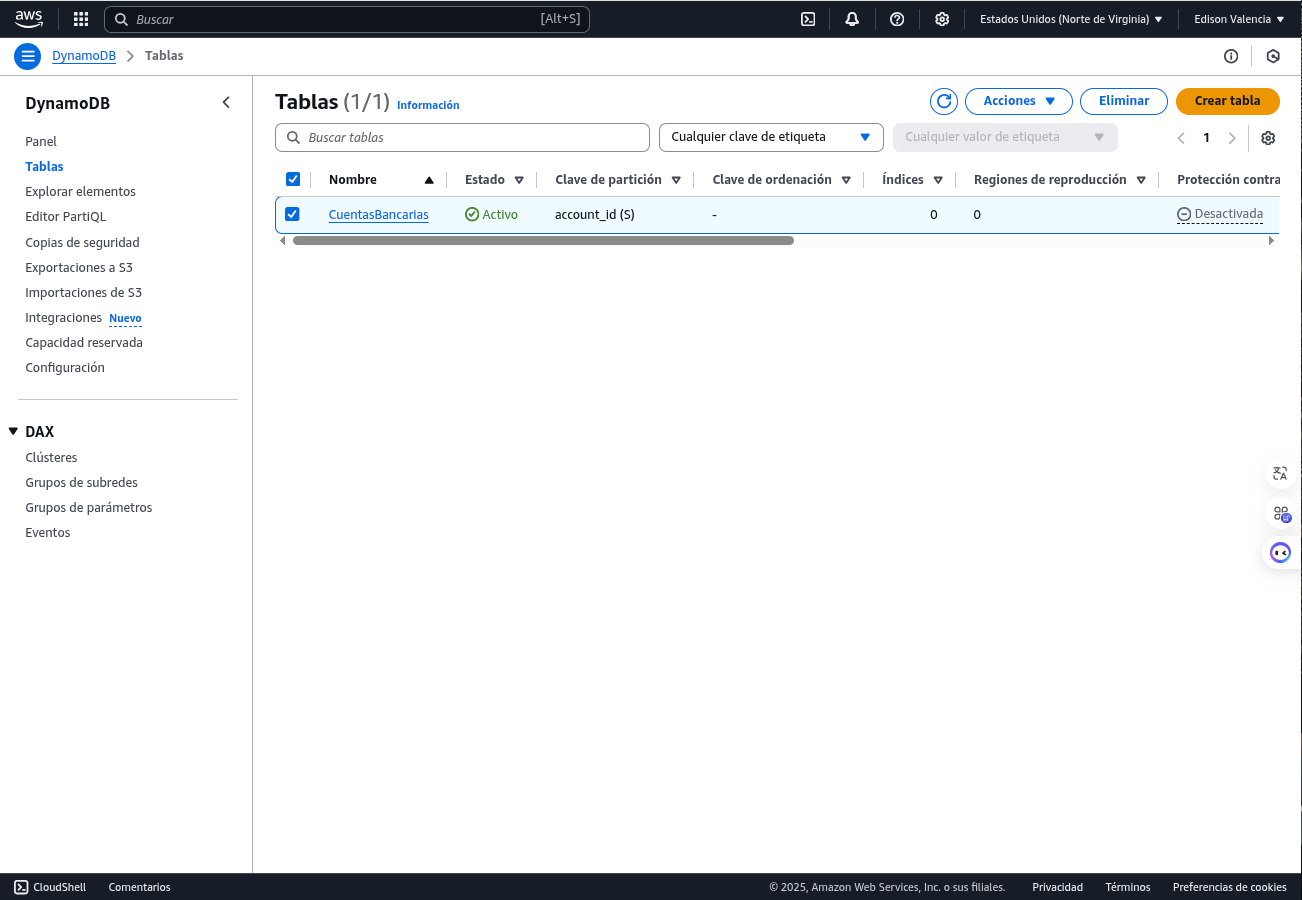 aws
Buscar [Alt+S]
Estados Unidos (Norte de Virginia) Edison Valencia
DynamoDB Tablas
DynamoDB
Panel
Tablas
Explorar elementos
Editor PartiQL
Copias de seguridad
Exportaciones a S3
Importaciones de S3
Integraciones Nuevo
Capacidad reservada
Configuración
DAX
Clústeres
Grupos de subredes
Grupos de parámetros
Eventos
Tablas (1/1) Información
Acciones Eliminar Crear tabla
Buscar tablas Cualquier clave de etiqueta Cualquier valor de etiqueta 1
Nombre Estado Clave de partición Clave de ordenación Índices Regiones de reproducción Protección contra
CuentasBancarias Activo account_id (S) - 0 0 Desactivada
CloudShell Comentarios © 2025, Amazon Web Services, Inc. o sus filiales. Privacidad Términos Preferencias de cookies